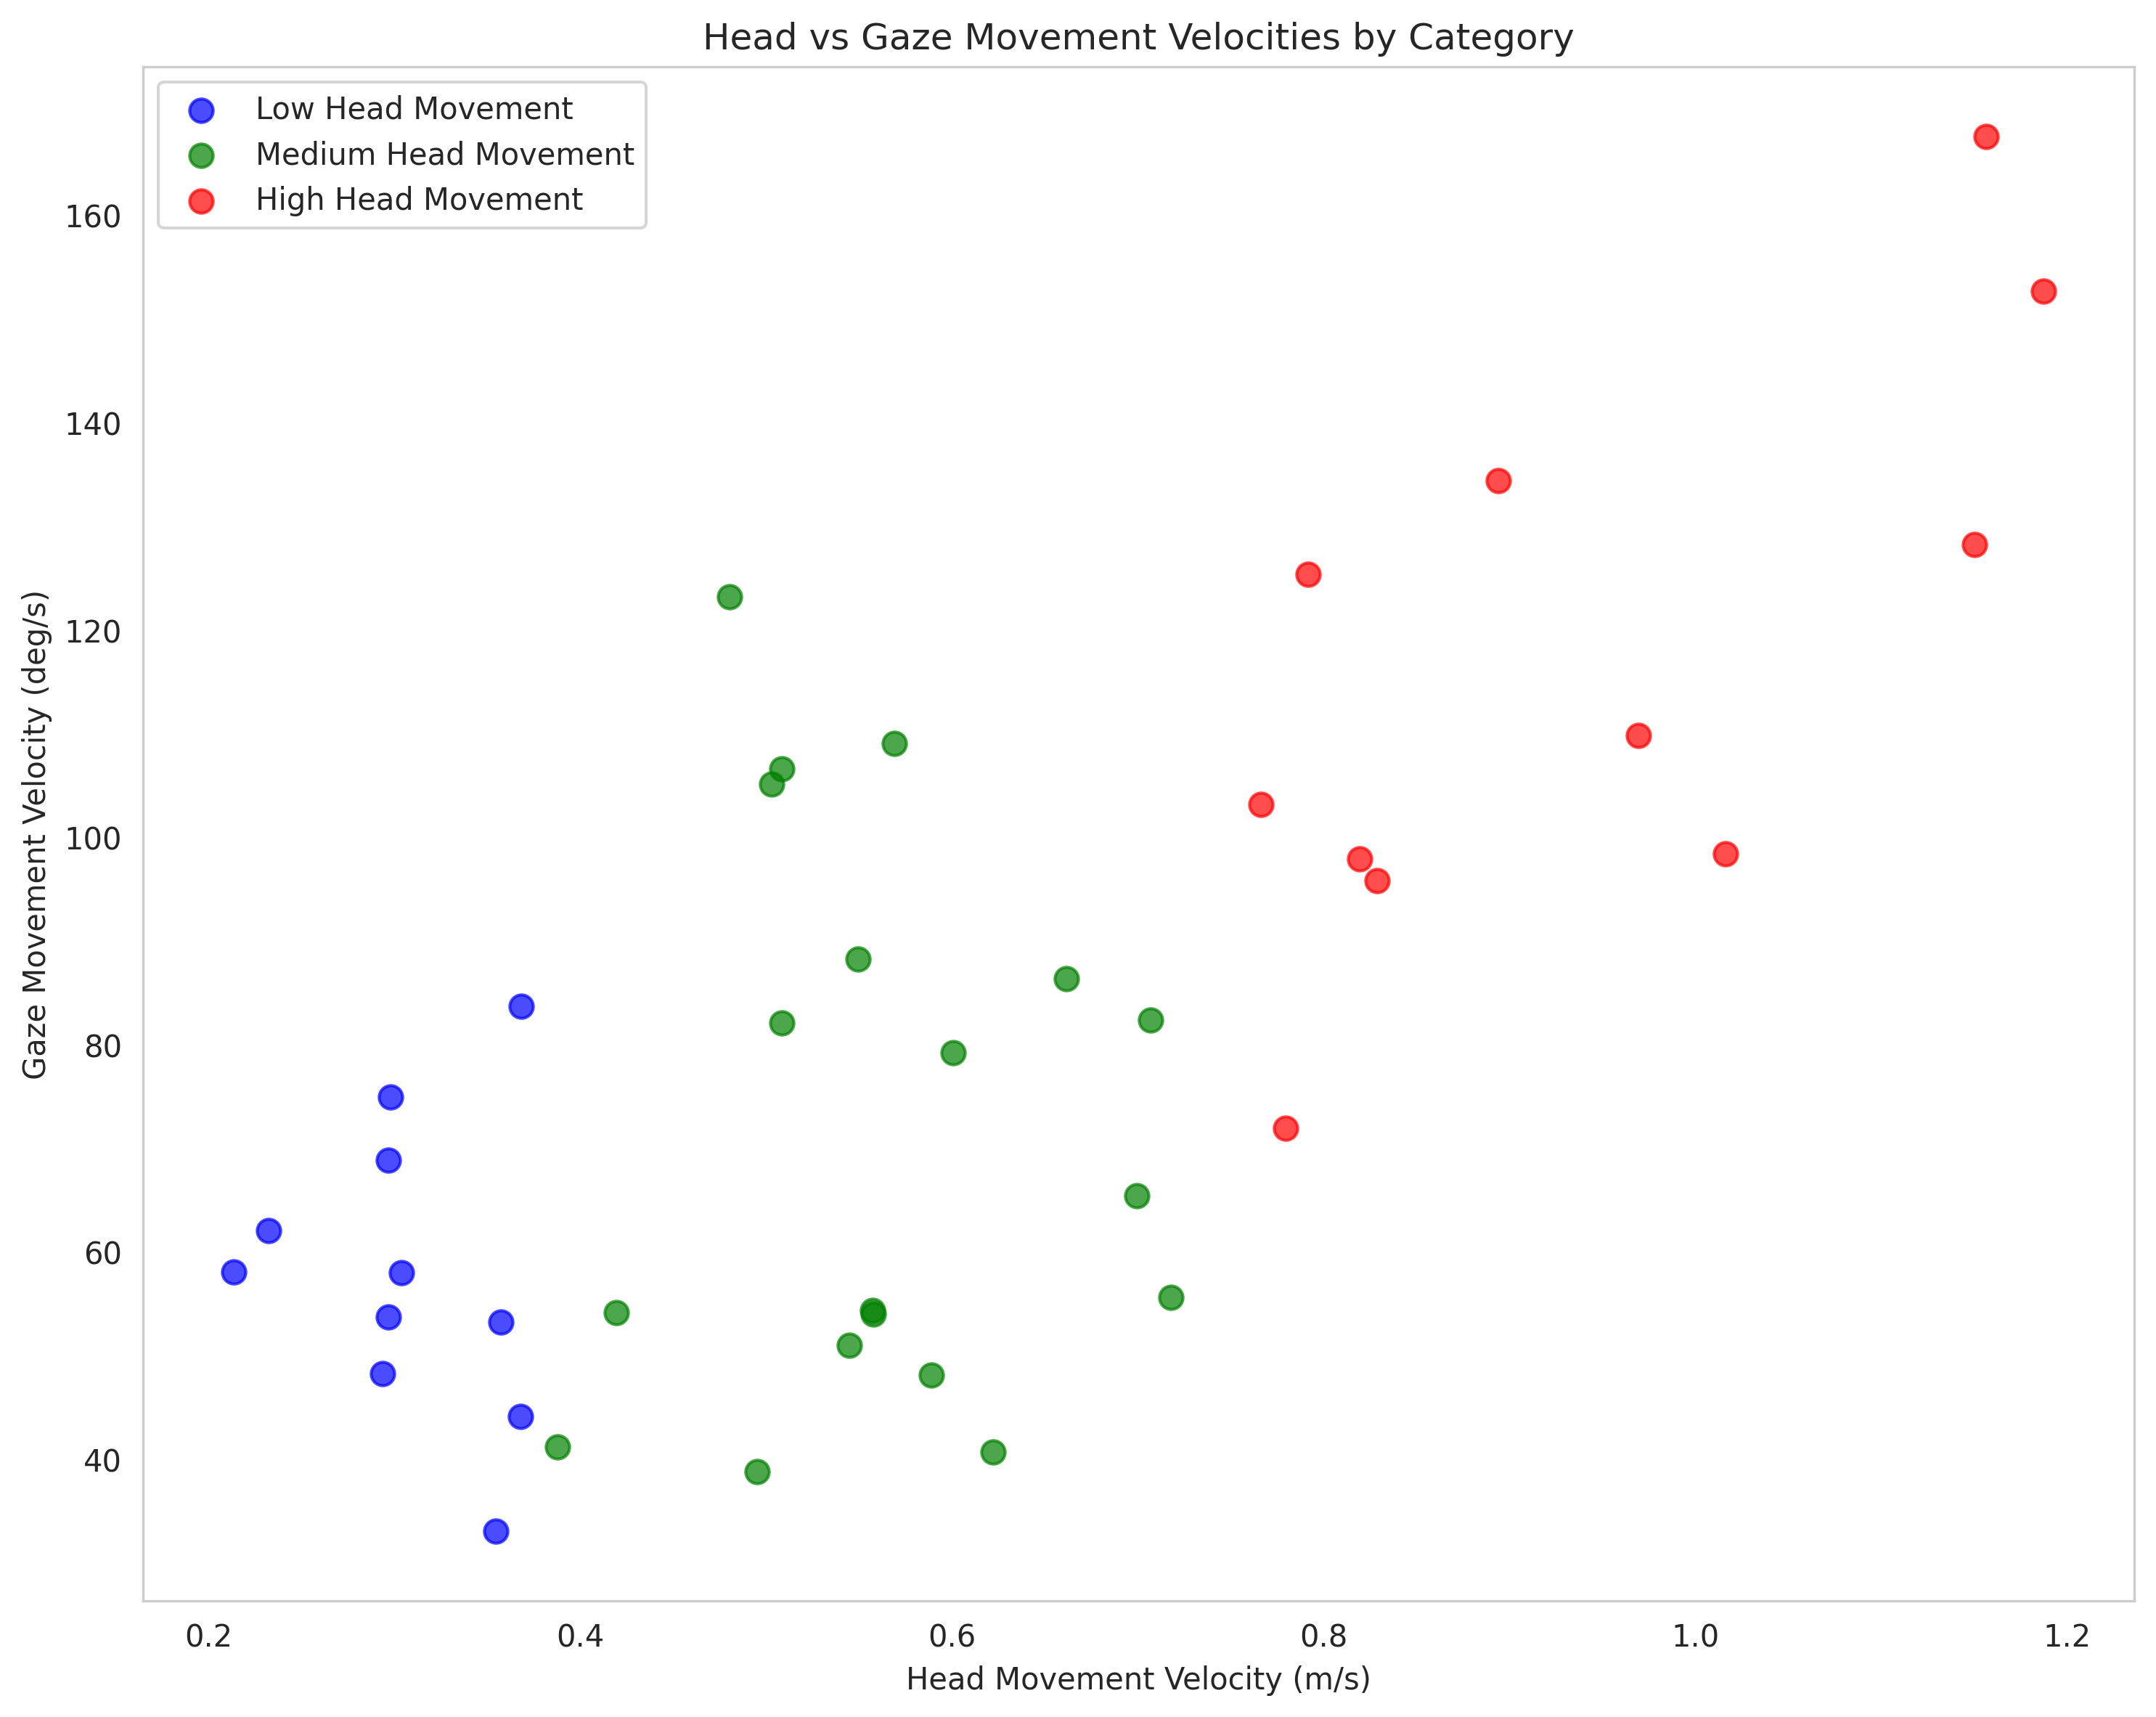 Head vs Gaze Movement Velocities by Category
Low Head Movement
Medium Head Movement
High Head Movement
Gaze Movement Velocity (deg/s)
160
140
120
100
80
60
40
0.2 0.4 0.6 0.8 1.0 1.2
Head Movement Velocity (m/s)